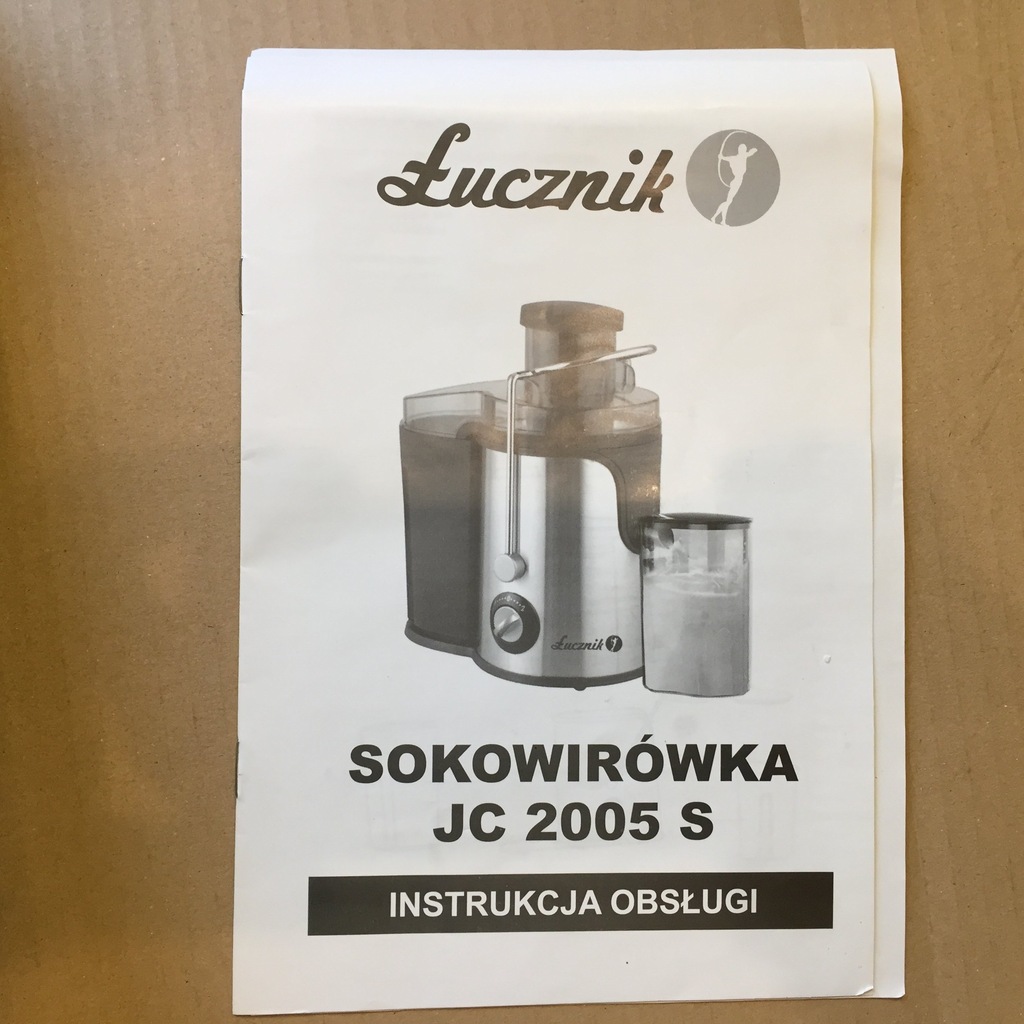 Łucznik
Łucznik
SOKOWIRÓWKA
JC 2005 S
INSTRUKCJA OBSŁUGI